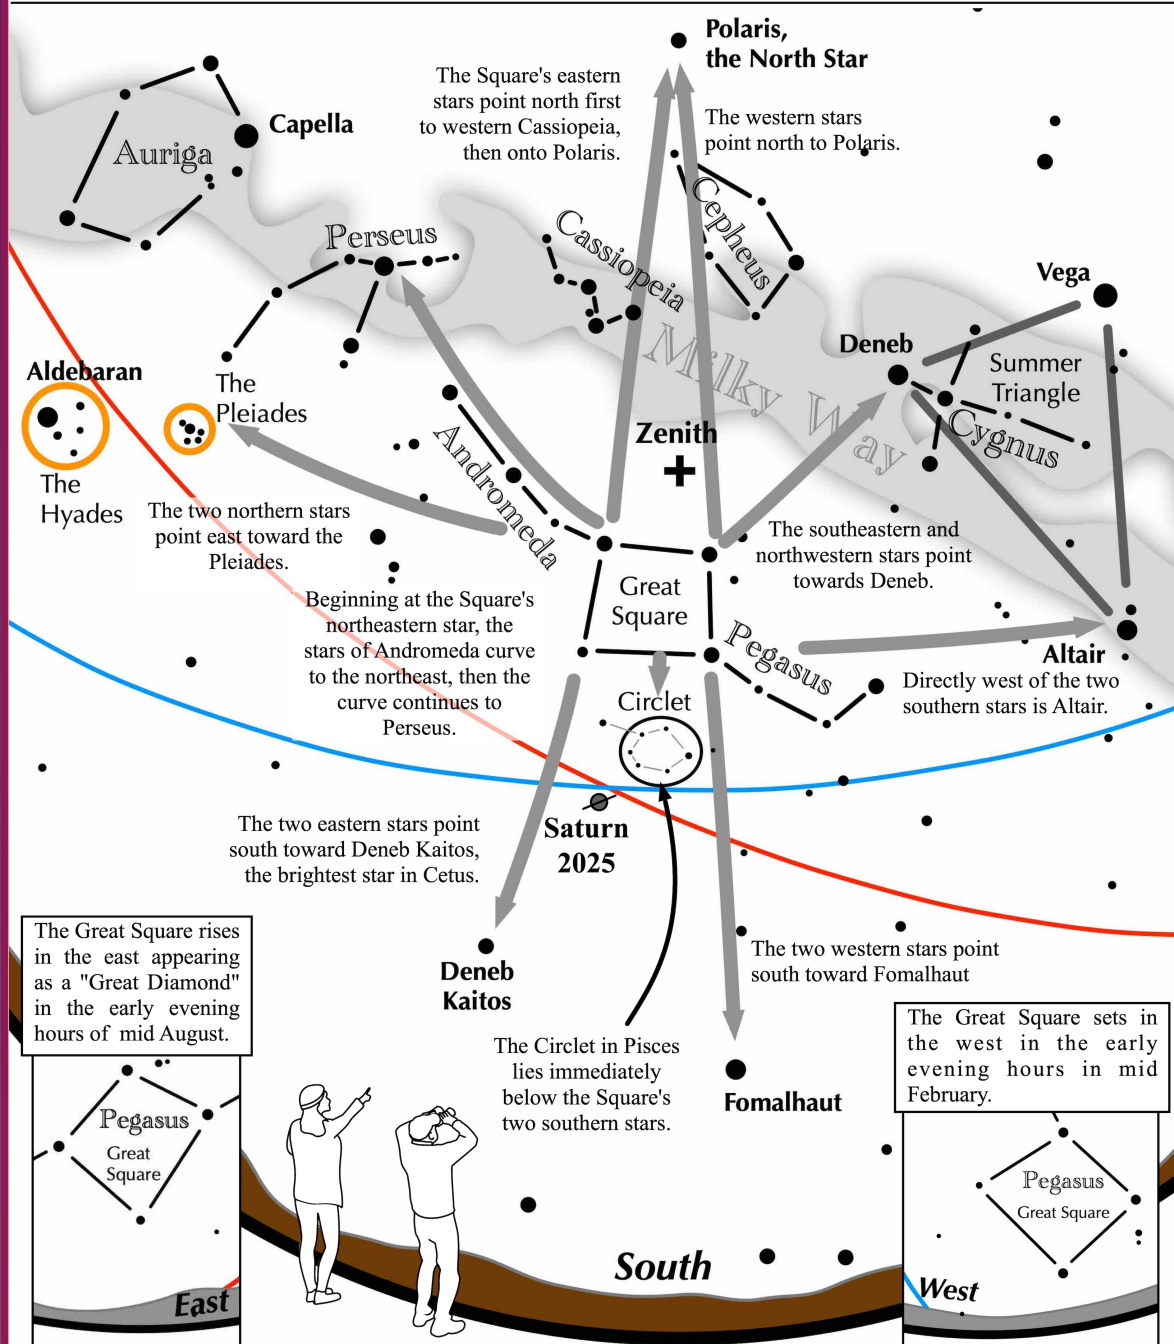 Polaris,
the North Star
The Square's eastern
stars point north first
to western Cassiopeia,
then onto Polaris.
The western stars
point north to Polaris.
Capella
Auriga
Perseus
Cassiopeia
Cepheus
Vega
Deneb
Summer
Triangle
Cygnus
Milky Way
Aldebaran
The
Pleiades
The
Hyades
Andromeda
Zenith
The two northern stars
point east toward the
Pleiades.
The southeastern and
northwestern stars point
towards Deneb.
Great
Square
Pegasus
Beginning at the Square's
northeastern star, the
stars of Andromeda curve
to the northeast, then the
curve continues to
Perseus.
Altair
Directly west of the two
southern stars is Altair.
Circlet
Saturn
2025
The two eastern stars point
south toward Deneb Kaitos,
the brightest star in Cetus.
Deneb
Kaitos
The two western stars point
south toward Fomalhaut
Fomalhaut
The Circlet in Pisces
lies immediately
below the Square's
two southern stars.
The Great Square rises
in the east appearing
as a "Great Diamond"
in the early evening
hours of mid August.
Pegasus
Great
Square
East
South
The Great Square sets in
the west in the early
evening hours in mid
February.
Pegasus
Great Square
West